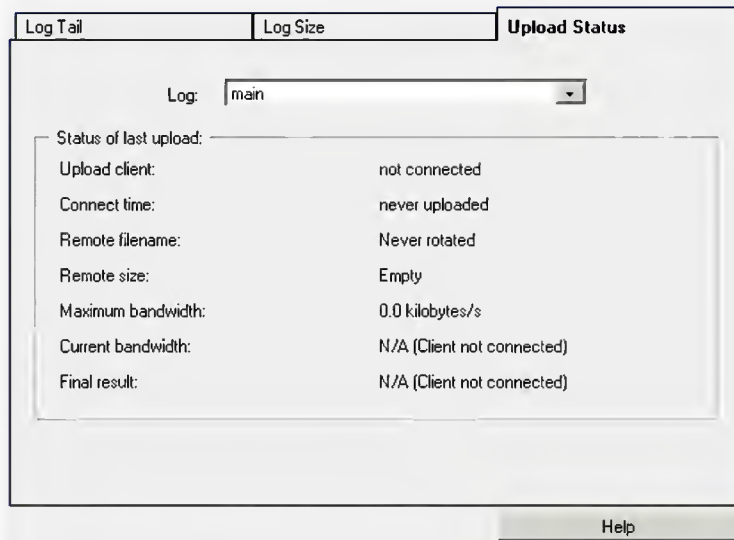 Log Tail Log Size Upload Status
Log: main
Status of last upload:
Upload client: not connected
Connect time: never uploaded
Remote filename: Never rotated
Remote size: Empty
Maximum bandwidth: 0.0 kilobytes/s
Current bandwidth: N/A (Client not connected)
Final result: N/A (Client not connected)
Help